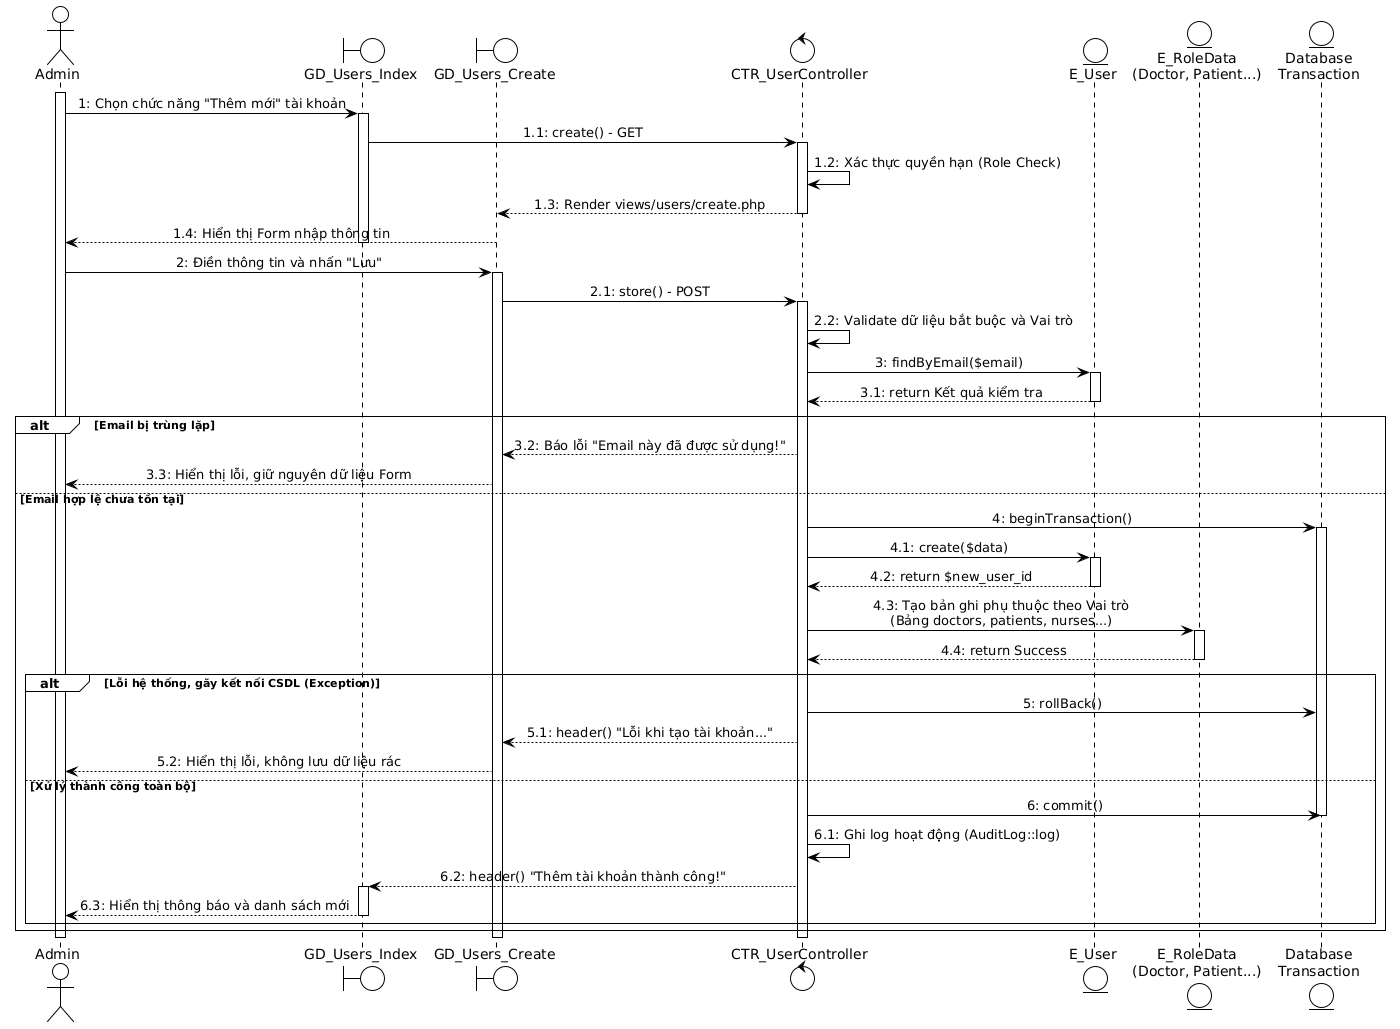 Admin
GD_Users_Index
GD_Users_Create
CTR_UserController
E_User
E_RoleData
(Doctor, Patient...)
Database
Transaction
1: Chọn chức năng "Thêm mới" tài khoản
1.1: create() - GET
1.2: Xác thực quyền hạn (Role Check)
1.3: Render views/users/create.php
1.4: Hiển thị Form nhập thông tin
2: Điền thông tin và nhấn "Lưu"
2.1: store() - POST
2.2: Validate dữ liệu bắt buộc và Vai trò
3: findByEmail($email)
3.1: return Kết quả kiểm tra
alt [Email bị trùng lặp]
3.2: Báo lỗi "Email này đã được sử dụng!"
3.3: Hiển thị lỗi, giữ nguyên dữ liệu Form
[Email hợp lệ chưa tồn tại]
4: beginTransaction()
4.1: create($data)
4.2: return $new_user_id
4.3: Tạo bản ghi phụ thuộc theo Vai trò
(Bảng doctors, patients, nurses...)
4.4: return Success
alt [Lỗi hệ thống, gãy kết nối CSDL (Exception)]
5: rollBack()
5.1: header() "Lỗi khi tạo tài khoản..."
5.2: Hiển thị lỗi, không lưu dữ liệu rác
[Xử lý thành công toàn bộ]
6: commit()
6.1: Ghi log hoạt động (AuditLog::log)
6.2: header() "Thêm tài khoản thành công!"
6.3: Hiển thị thông báo và danh sách mới
Admin
GD_Users_Index
GD_Users_Create
CTR_UserController
E_User
E_RoleData
(Doctor, Patient...)
Database
Transaction